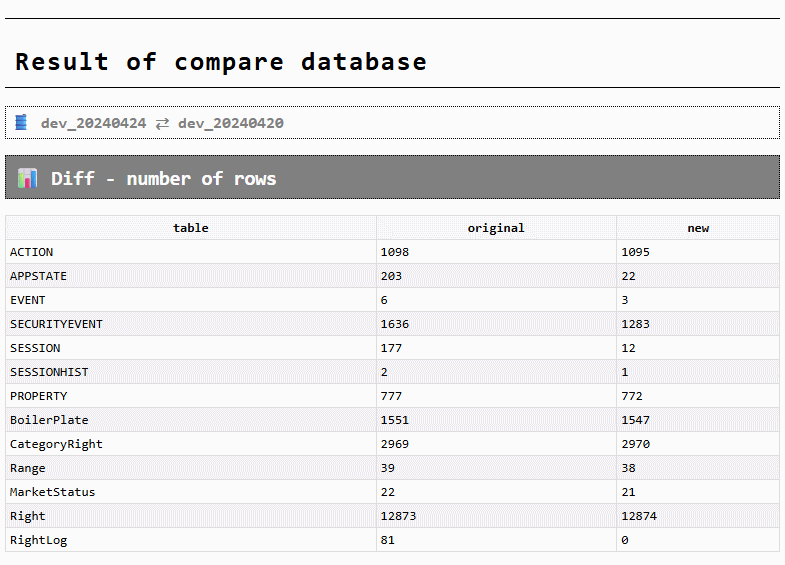 Result of compare database
dev_20240424 ⇄ dev_20240420
Diff - number of rows
table original new
ACTION 1098 1095
APPSTATE 203 22
EVENT 6 3
SECURITYEVENT 1636 1283
SESSION 177 12
SESSIONHIST 2 1
PROPERTY 777 772
BoilerPlate 1551 1547
CategoryRight 2969 2970
Range 39 38
MarketStatus 22 21
Right 12873 12874
RightLog 81 0